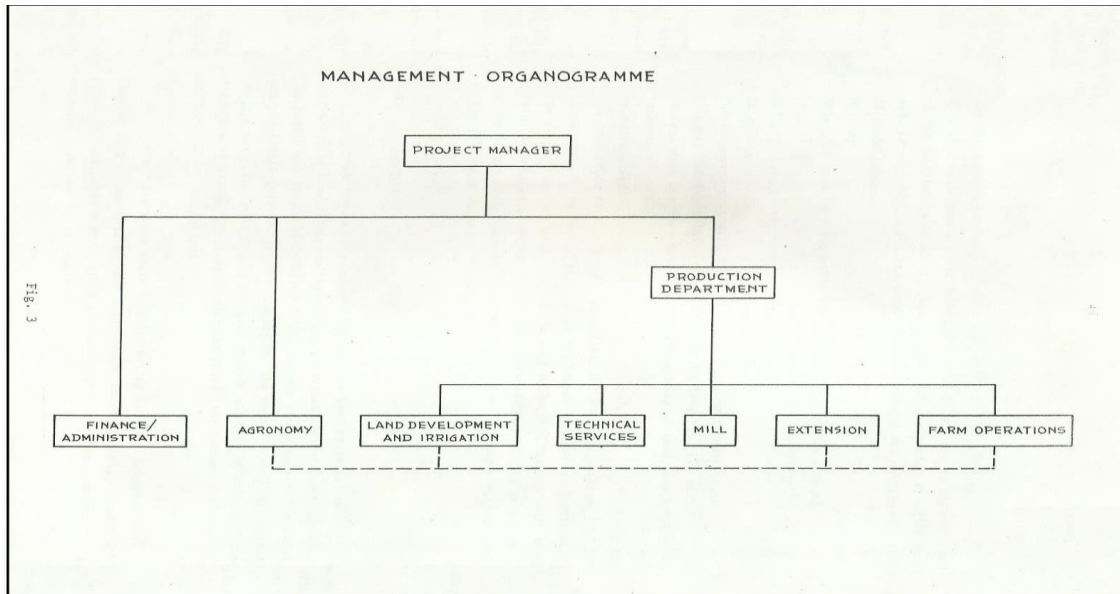 MANAGEMENT ORGANOGRAMME
PROJECT MANAGER
PRODUCTION
DEPARTMENT
Fig. 3
FINANCE/
ADMINISTRATION
AGRONOMY
LAND DEVELOPMENT
AND IRRIGATION
TECHNICAL
SERVICES
MILL
EXTENSION
FARM OPERATIONS